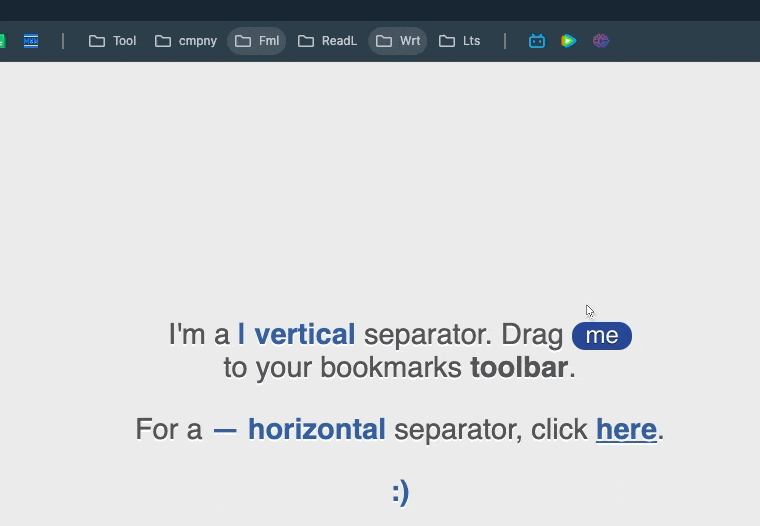 Tool cmpny Fml ReadL Wrt Lts
I'm a | vertical separator. Drag me
to your bookmarks toolbar.
For a — horizontal separator, click here.
:)